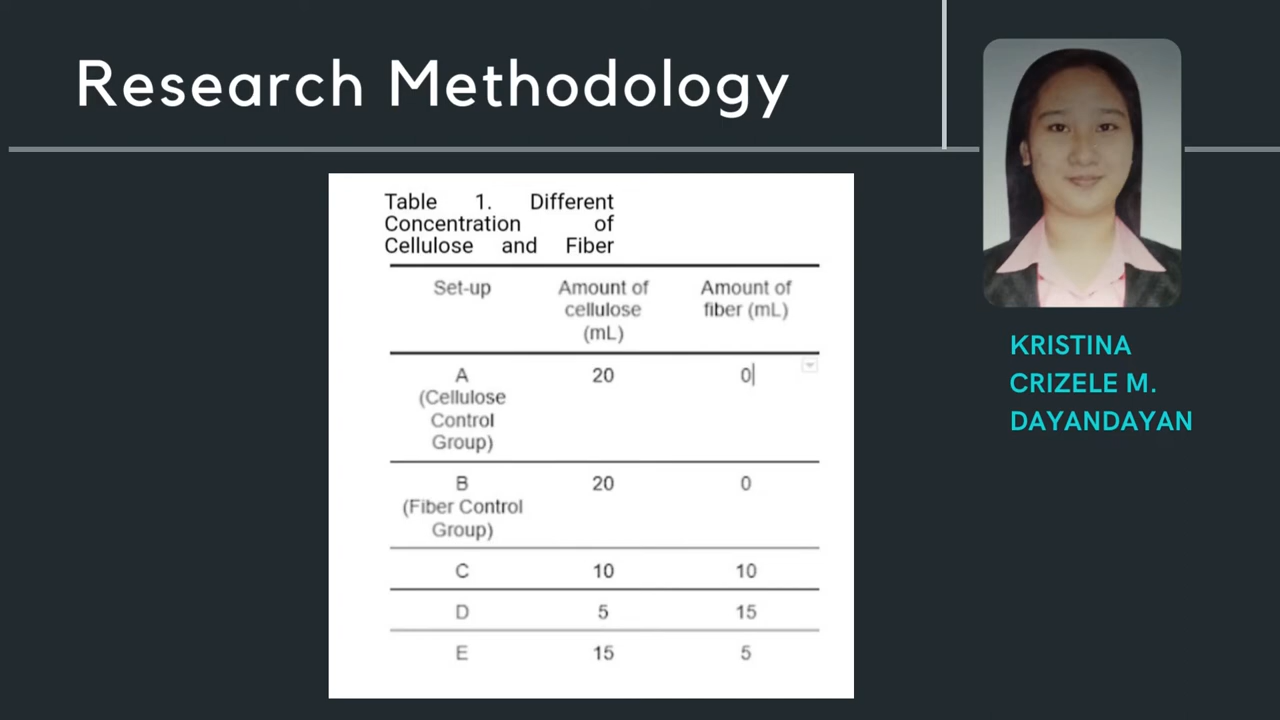 Research Methodology
Table 1. Different
Concentration of
Cellulose and Fiber
Set-up Amount of cellulose (mL) Amount of fiber (mL)
A (Cellulose Control Group) 20 0
B (Fiber Control Group) 20 0
C 10 10
D 5 15
E 15 5
KRISTINA
CRIZELE M.
DAYANDAYAN